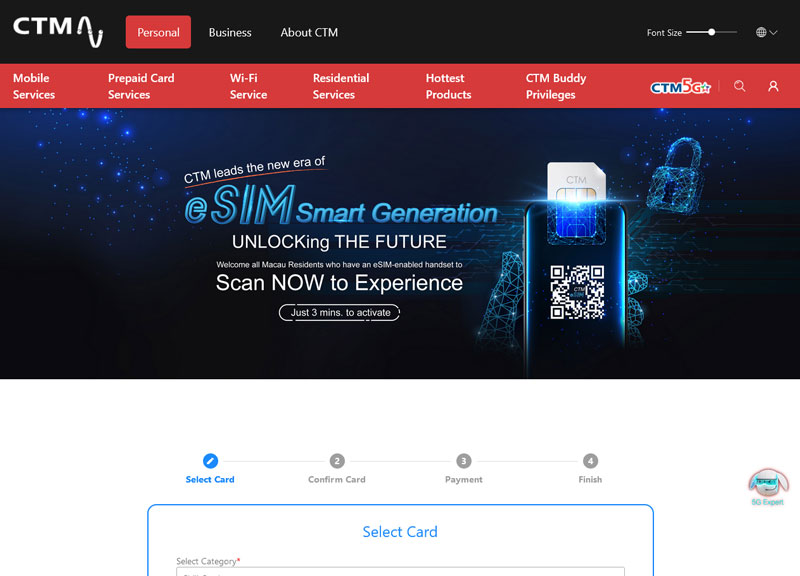 CTM
Personal
Business
About CTM
Font Size
Mobile Services
Prepaid Card Services
Wi-Fi Service
Residential Services
Hottest Products
CTM Buddy Privileges
CTM5G
CTM leads the new era of
eSIM Smart Generation
UNLOCKing THE FUTURE
Welcome all Macau Residents who have an eSIM-enabled handset to
Scan NOW to Experience
Just 3 mins. to activate
CTM
CTM
2
3
4
Select Card
Confirm Card
Payment
Finish
5G Expert
Select Card
Select Category*